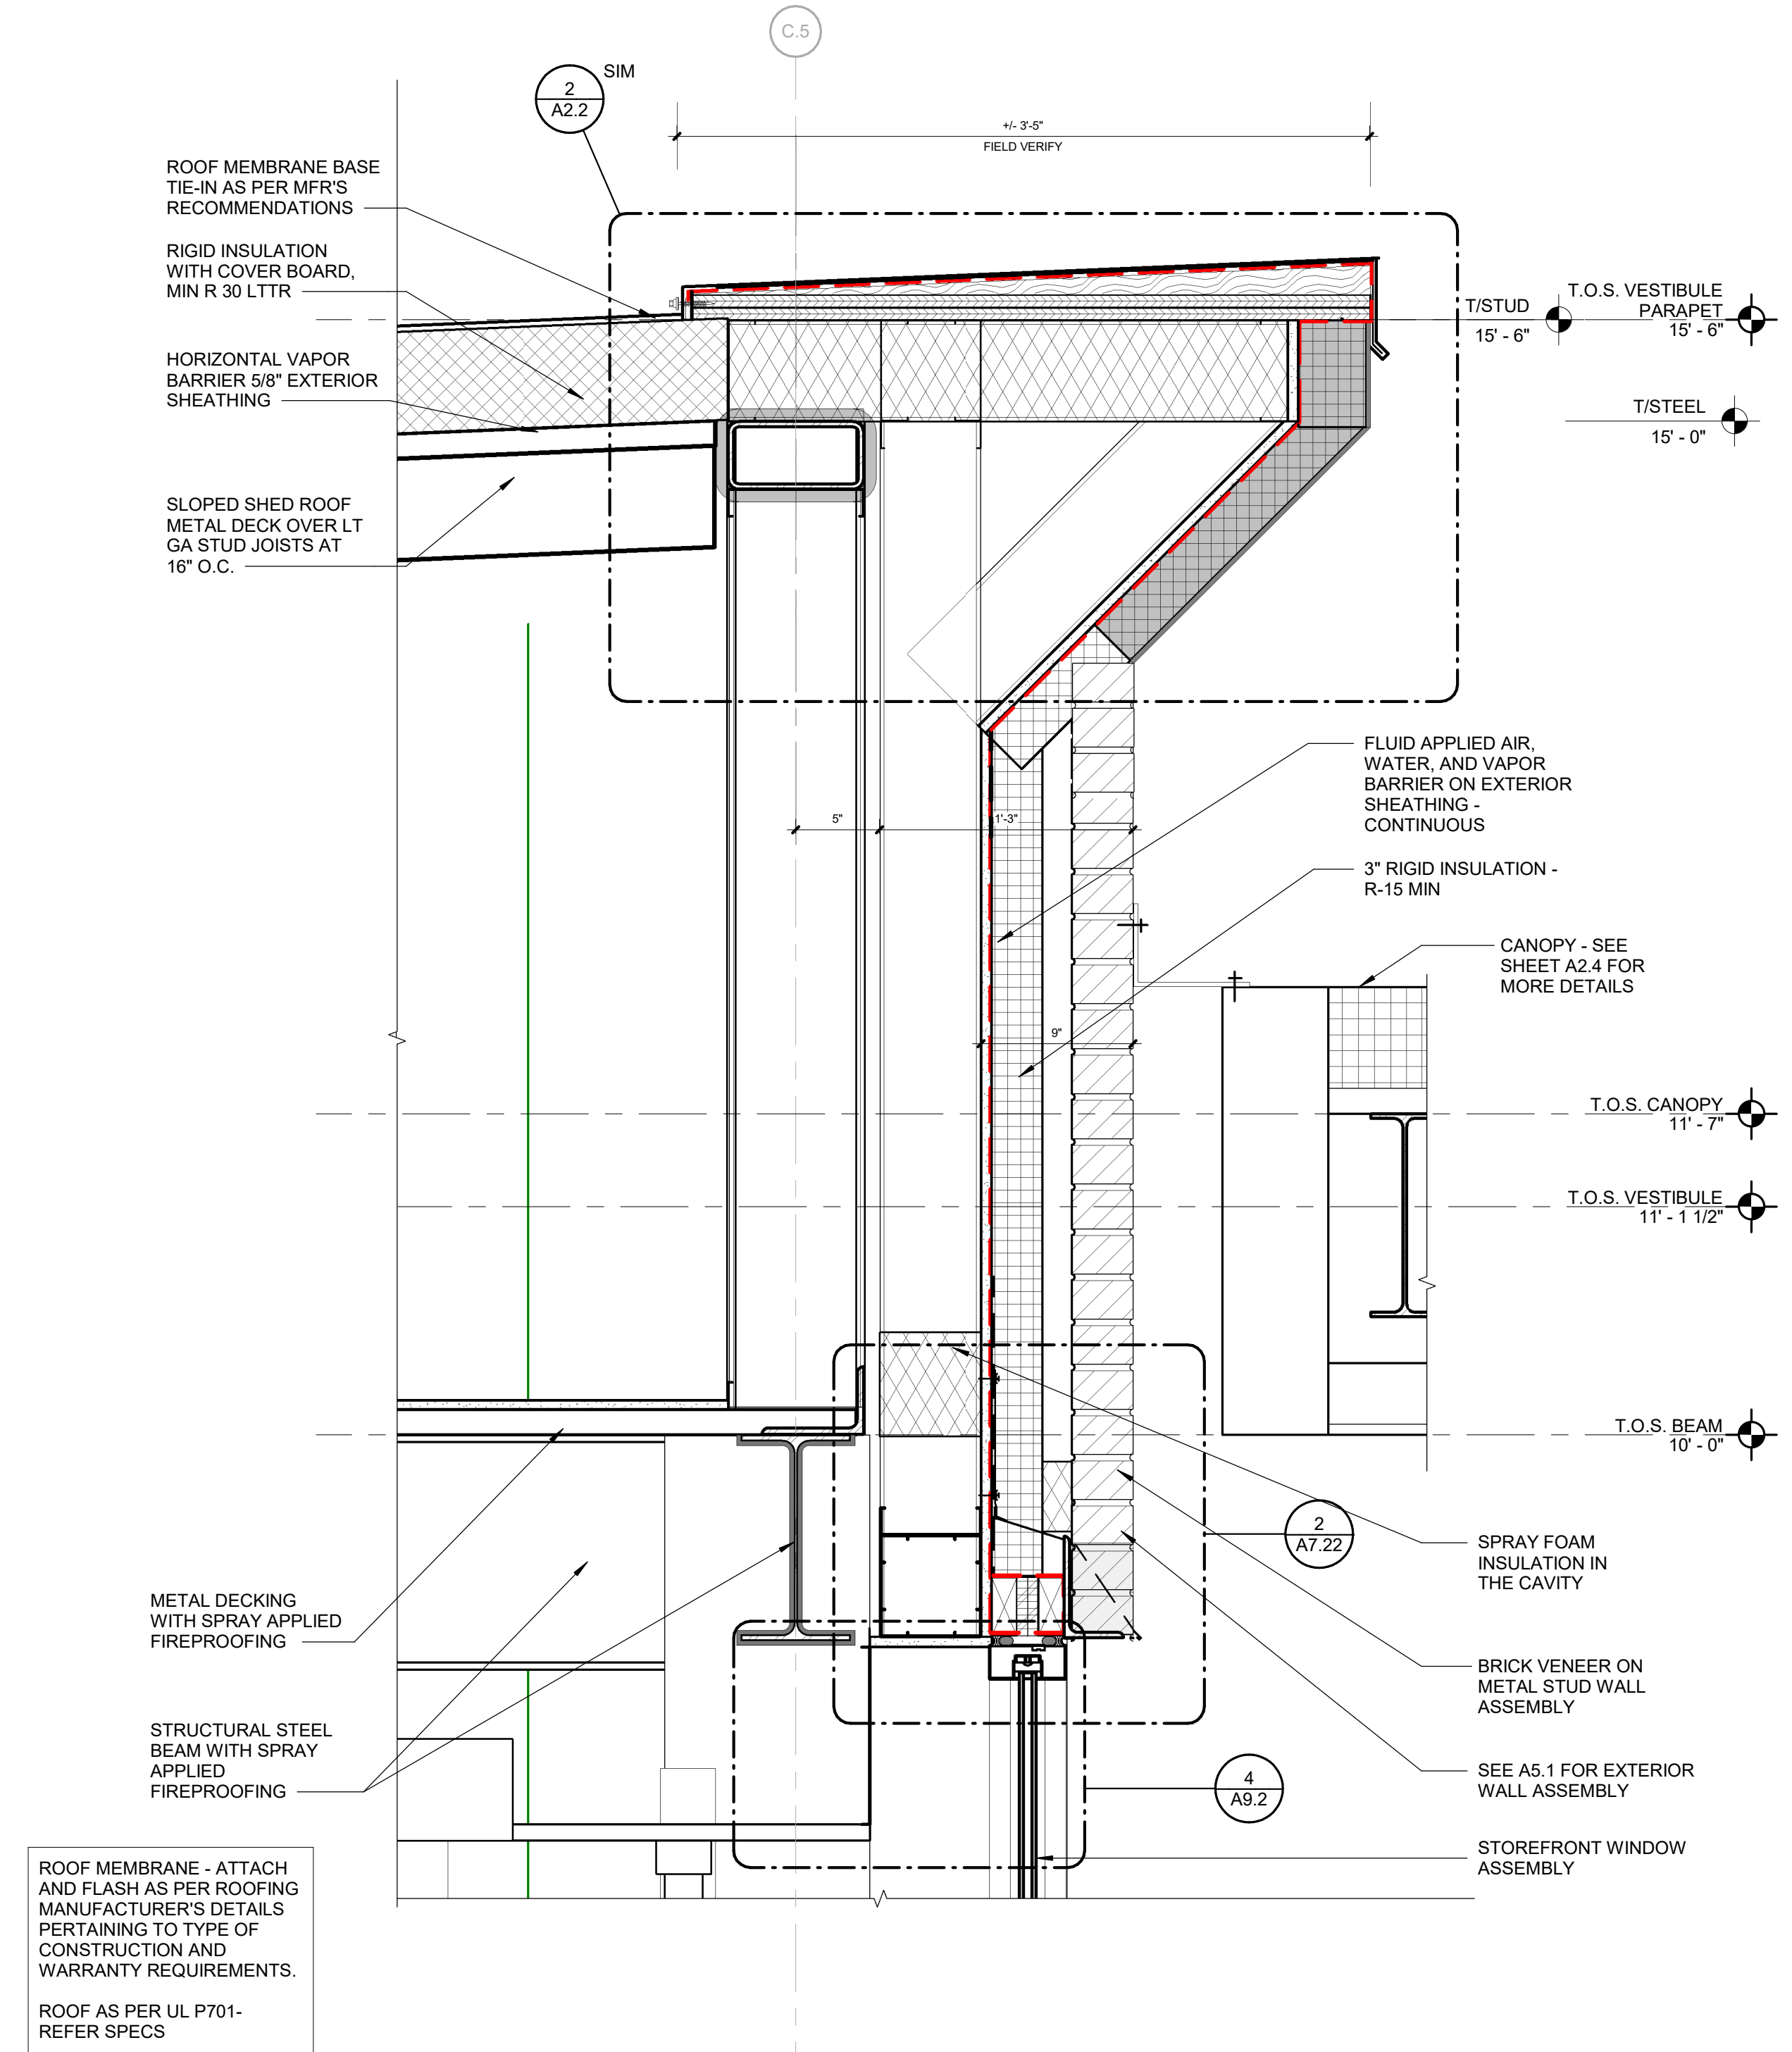 C.5
SIM
2
A2.2
+/- 3'-5"
FIELD VERIFY
ROOF MEMBRANE BASE
TIE-IN AS PER MFR'S
RECOMMENDATIONS
RIGID INSULATION
WITH COVER BOARD,
MIN R 30 LTTR
HORIZONTAL VAPOR
BARRIER 5/8" EXTERIOR
SHEATHING
SLOPED SHED ROOF
METAL DECK OVER LT
GA STUD JOISTS AT
16" O.C.
T/STUD
15' - 6"
T.O.S. VESTIBULE
PARAPET
15' - 6"
T/STEEL
15' - 0"
FLUID APPLIED AIR,
WATER, AND VAPOR
BARRIER ON EXTERIOR
SHEATHING -
CONTINUOUS
5"
1'-3"
3" RIGID INSULATION -
R-15 MIN
CANOPY - SEE
SHEET A2.4 FOR
MORE DETAILS
9"
T.O.S. CANOPY
11' - 7"
T.O.S. VESTIBULE
11' - 1 1/2"
T.O.S. BEAM
10' - 0"
2
A7.22
SPRAY FOAM
INSULATION IN
THE CAVITY
METAL DECKING
WITH SPRAY APPLIED
FIREPROOFING
BRICK VENEER ON
METAL STUD WALL
ASSEMBLY
STRUCTURAL STEEL
BEAM WITH SPRAY
APPLIED
FIREPROOFING
4
A9.2
SEE A5.1 FOR EXTERIOR
WALL ASSEMBLY
STOREFRONT WINDOW
ASSEMBLY
ROOF MEMBRANE - ATTACH
AND FLASH AS PER ROOFING
MANUFACTURER'S DETAILS
PERTAINING TO TYPE OF
CONSTRUCTION AND
WARRANTY REQUIREMENTS.
ROOF AS PER UL P701-
REFER SPECS